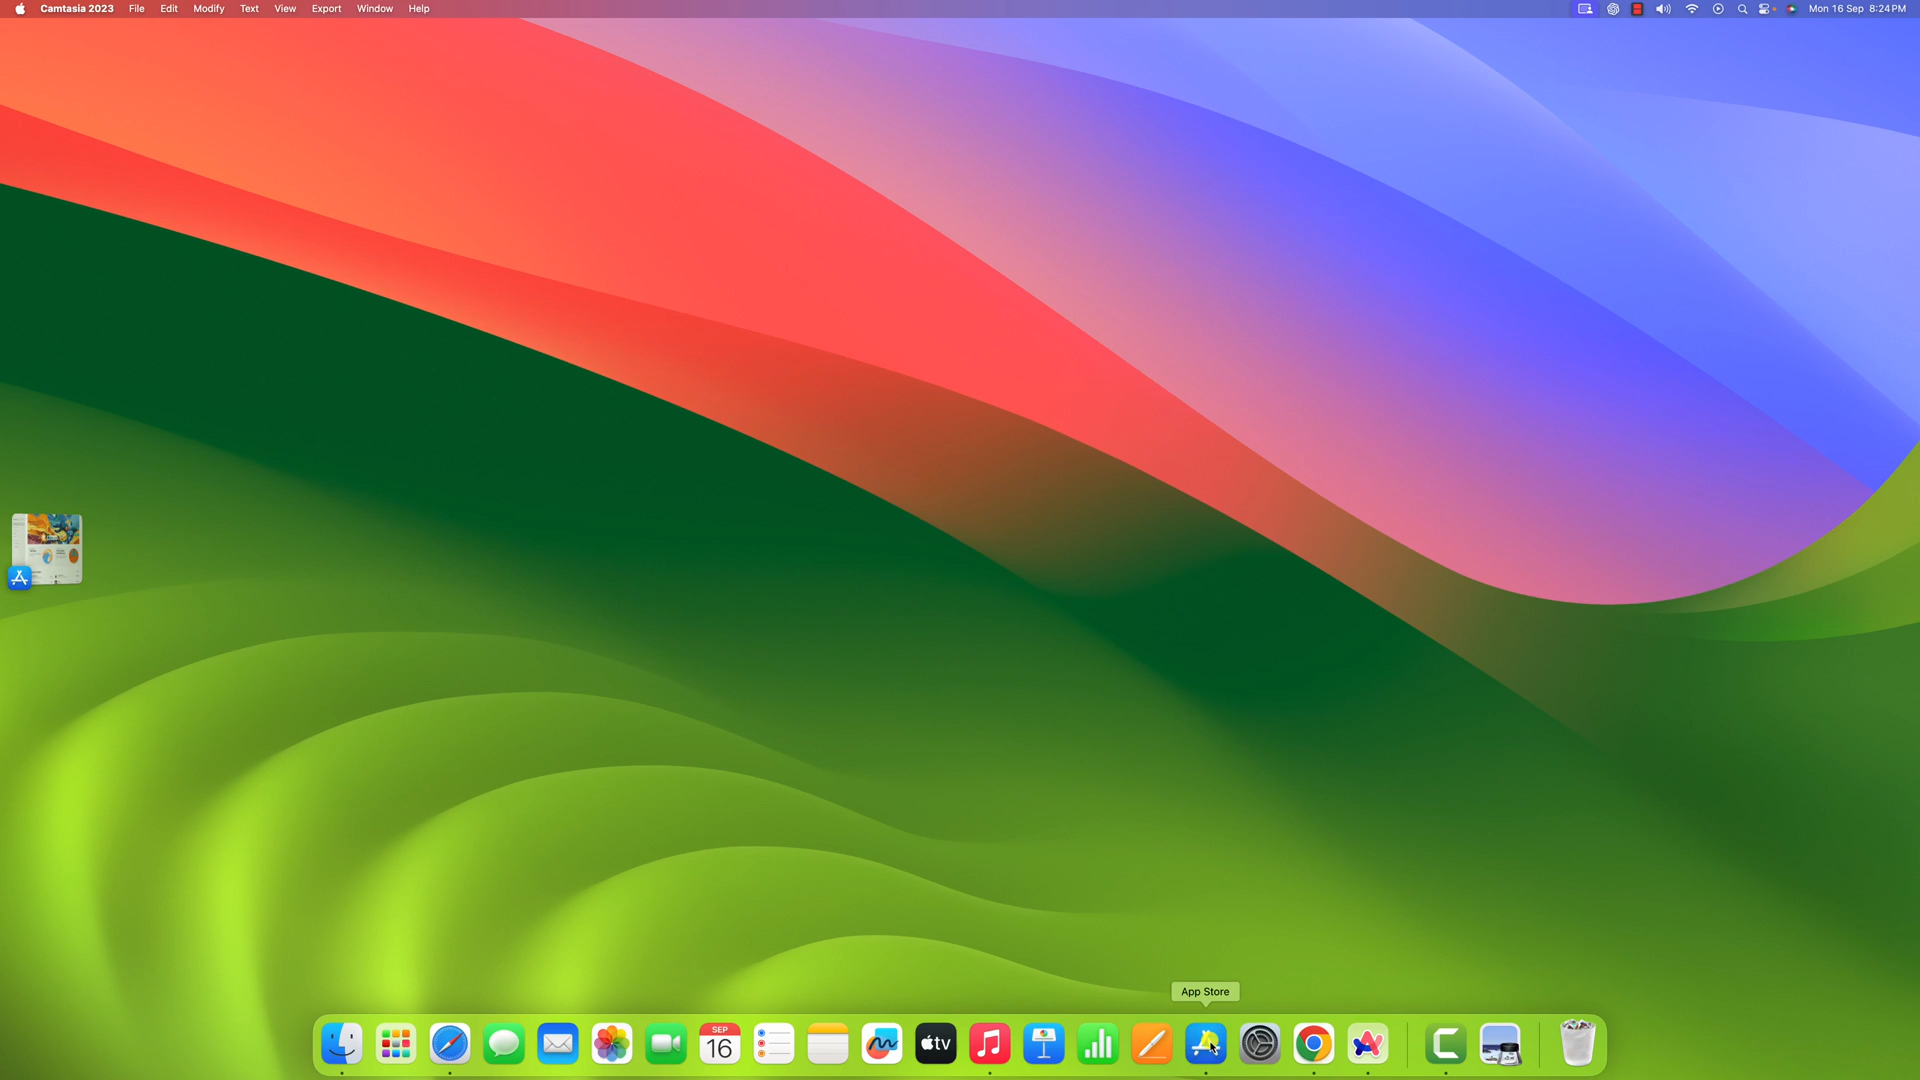 Camtasia 2023 File Edit Modify Text View Export Window Help Mon 16 Sep 8:24 PM
App Store
SEP
16
tv